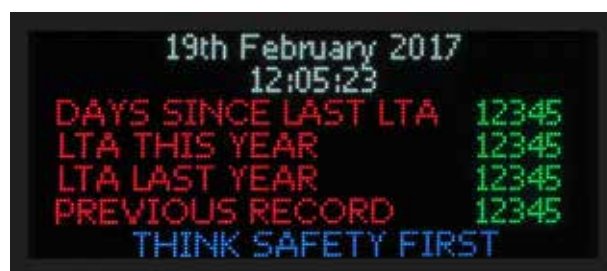 19th February 2017
12:05:23
DAYS SINCE LAST LTA 12345
LTA THIS YEAR 12345
LTA LAST YEAR 12345
PREVIOUS RECORD 12345
THINK SAFETY FIRST